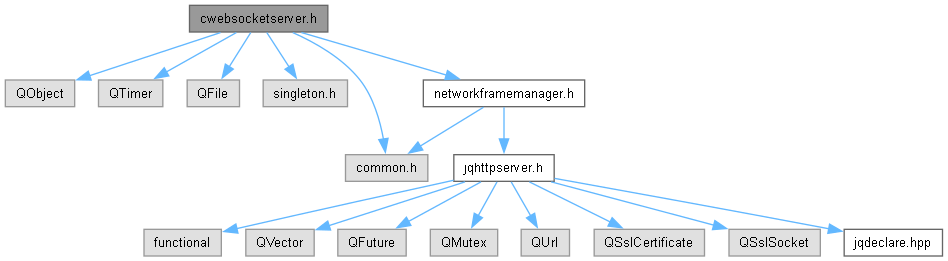 cwebsocketserver.h
QObject
QTimer
QFile
singleton.h
networkframemanager.h
common.h
jqhttpserver.h
functional
QVector
QFuture
QMutex
QUrl
QSslCertificate
QSslSocket
jqdeclare.hpp